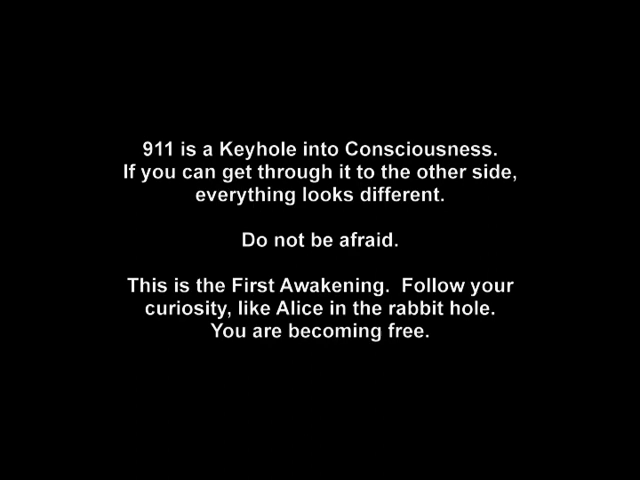 911 is a Keyhole into Consciousness.
If you can get through it to the other side,
everything looks different.
Do not be afraid.
This is the First Awakening.  Follow your
curiosity, like Alice in the rabbit hole.
You are becoming free.